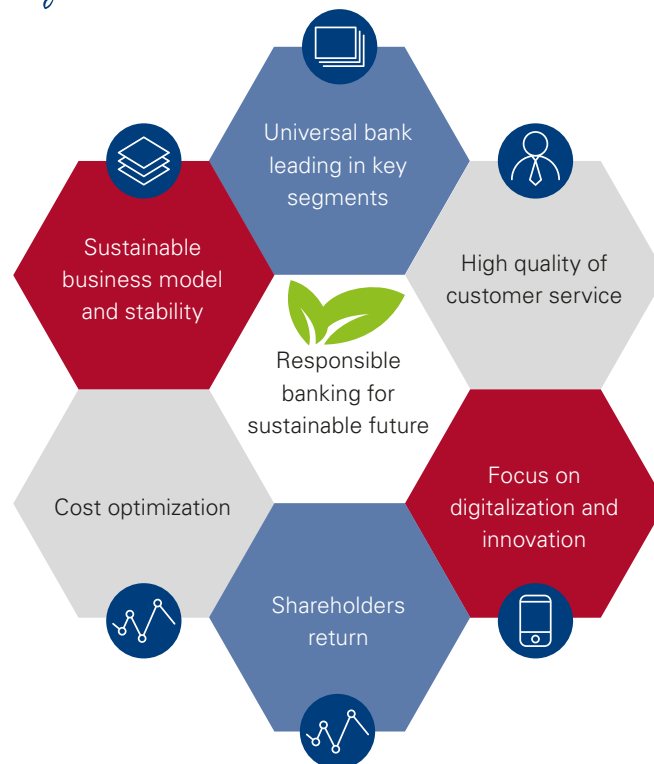 Universal bank
leading in key
segments
Sustainable
business model
and stability
High quality of
customer service
Responsible
banking for
sustainable future
Cost optimization
Focus on
digitalization and
innovation
Shareholders
return